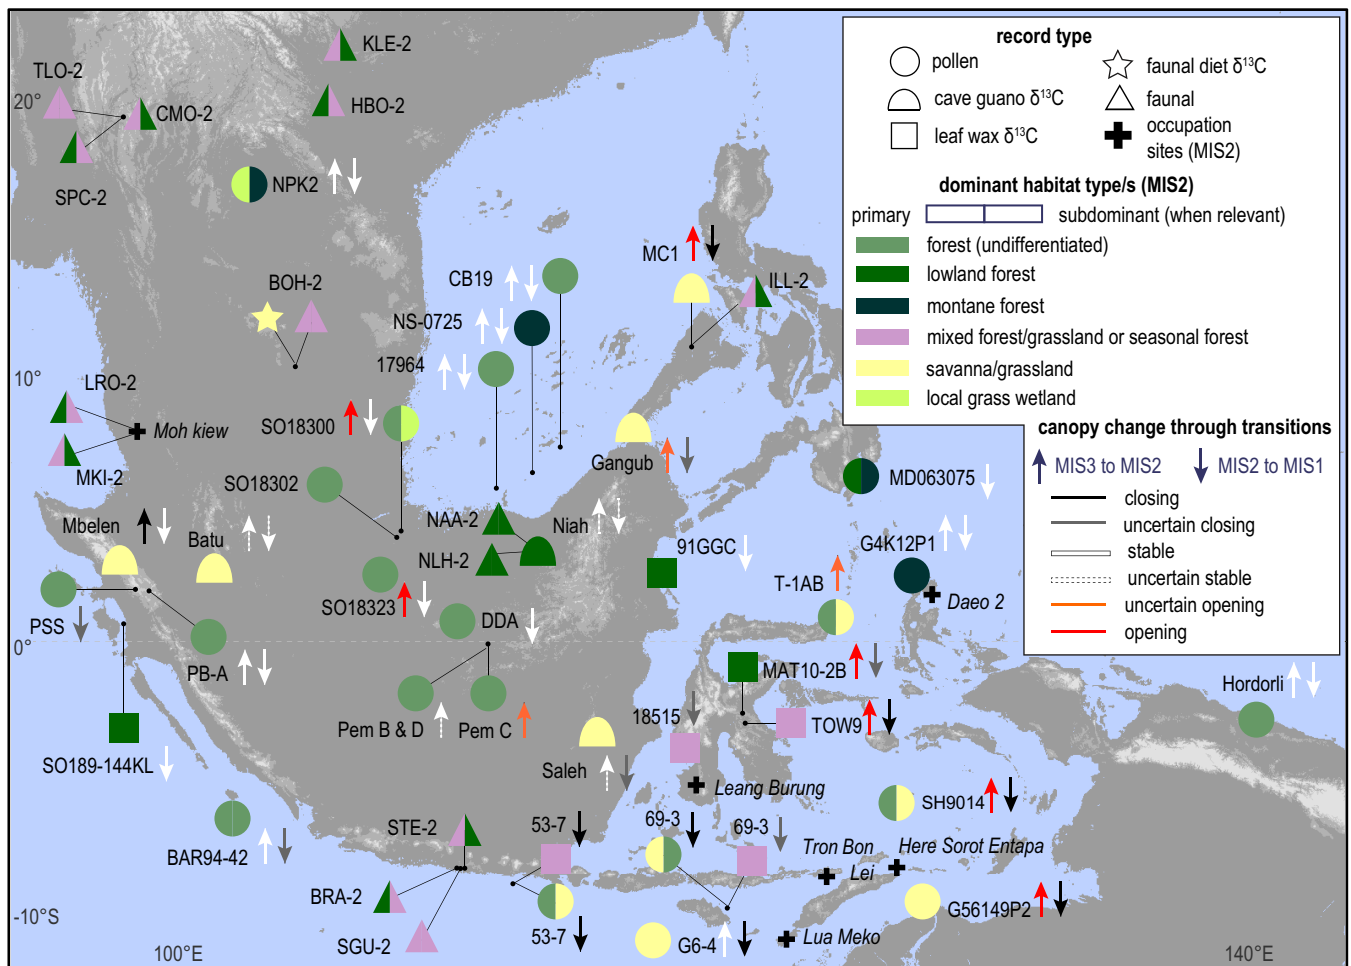 KLE-2
TLO-2
20°
CMO-2
HBO-2
SPC-2
NPK2
record type
pollen
faunal diet δ¹³C
cave guano δ¹³C
faunal
leaf wax δ¹³C
occupation
sites (MIS2)
dominant habitat type/s (MIS2)
primary
subdominant (when relevant)
forest (undifferentiated)
lowland forest
montane forest
mixed forest/grassland or seasonal forest
savanna/grassland
local grass wetland
canopy change through transitions
MIS3 to MIS2
MIS2 to MIS1
closing
uncertain closing
stable
uncertain stable
uncertain opening
opening
MC1
ILL-2
CB19
BOH-2
NS-0725
17964
10°
LRO-2
Moh kiew
MKI-2
SO18300
Gangub
SO18302
MD063075
NAA-2
Niah
Mbelen
Batu
NLH-2
91GGC
G4K12P1
T-1AB
Daeo 2
SO18323
DDA
PSS
0°
PB-A
MAT10-2B
Hordorli
18515
TOW9
Pem B & D
Pem C
SO189-144KL
Saleh
Leang Burung
SH9014
STE-2
53-7
69-3
69-3
Tron Bon
Lei
Here Sorot Entapa
BAR94-42
BRA-2
G56149P2
-10°S
SGU-2
53-7
G6-4
Lua Meko
100°E
140°E